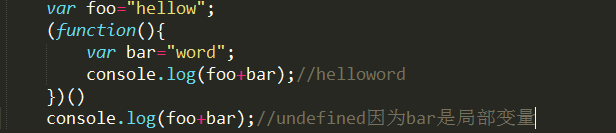 var foo="hellow";
(function(){
var bar="word";
console.log(foo+bar);//helloword
})()
console.log(foo+bar);//undefined因为bar是局部变量